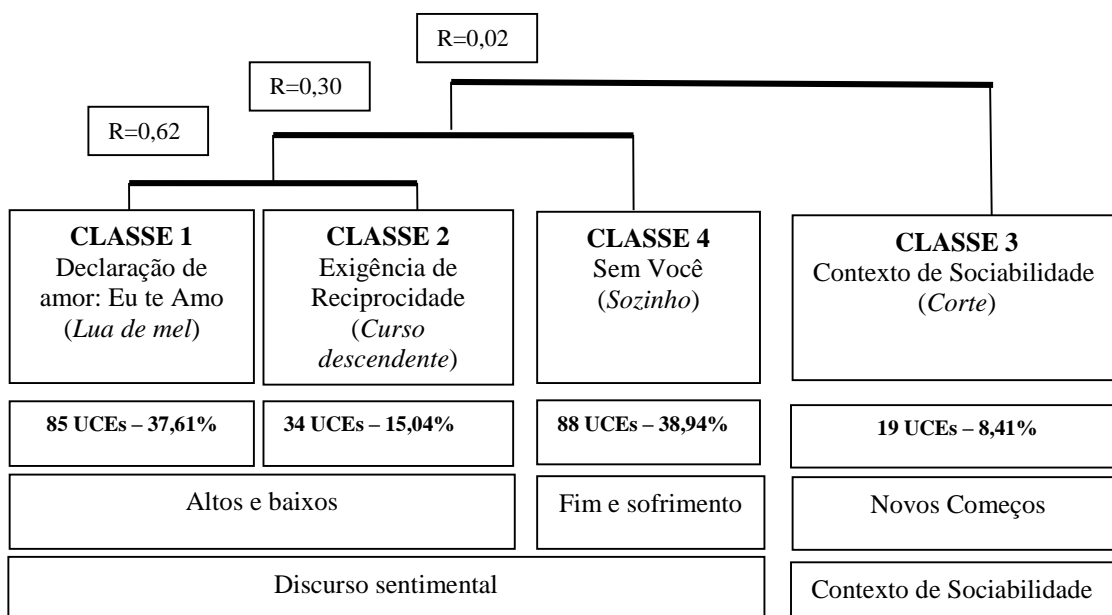 R=0,02
R=0,30
R=0,62
CLASSE 1
Declaração de
amor: Eu te Amo
(Lua de mel)
CLASSE 2
Exigência de
Reciprocidade
(Curso
descendente)
CLASSE 4
Sem Você
(Sozinho)
CLASSE 3
Contexto de Sociabilidade
(Corte)
85 UCEs – 37,61%
34 UCEs – 15,04%
88 UCEs – 38,94%
19 UCEs – 8,41%
Altos e baixos
Fim e sofrimento
Novos Começos
Discurso sentimental
Contexto de Sociabilidade